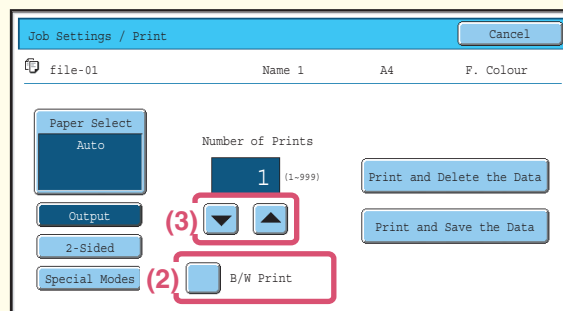 Job Settings / Print
Cancel
file-01 Name 1 A4 F. Colour
Paper Select
Auto
Number of Prints
1 (1-999)
Print and Delete the Data
Output
(3)
Print and Save the Data
2-Sided
Special Modes
(2)
B/W Print